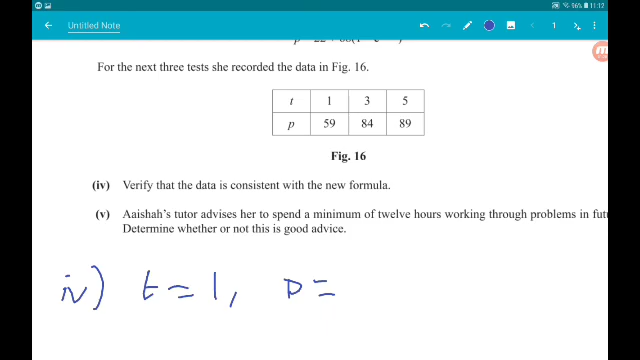 96% 11:12
Untitled Note
1
For the next three tests she recorded the data in Fig. 16.
t 1 3 5
p 59 84 89
Fig. 16
(iv) Verify that the data is consistent with the new formula.
(v) Aaishah's tutor advises her to spend a minimum of twelve hours working through problems in
Determine whether or not this is good advice.
iv) t = 1, p =